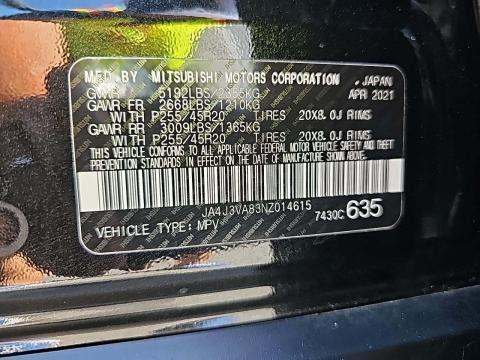 MFD.BY MITSUBISHI MOTORS CORPORATION JAPAN
GVWR 5192LBS/2355KG APR 2021
GAWR FR 2668LBS/1210KG
WITH P255/45R20 TIRES 20X8.0J RIMS
GAWR RR 3009LBS/1365KG
WITH P255/45R20 TIRES 20X8.0J RIMS
THIS VEHICLE CONFORMS TO ALL APPLICABLE FEDERAL
MOTOR VEHICLE SAFETY, BUMPER, AND THEFT
PREVENTION STANDARDS IN EFFECT ON THE DATE OF
MANUFACTURE SHOWN ABOVE.
JA4J3VA83NZ014615
VEHICLE TYPE: MPV 7430C 635